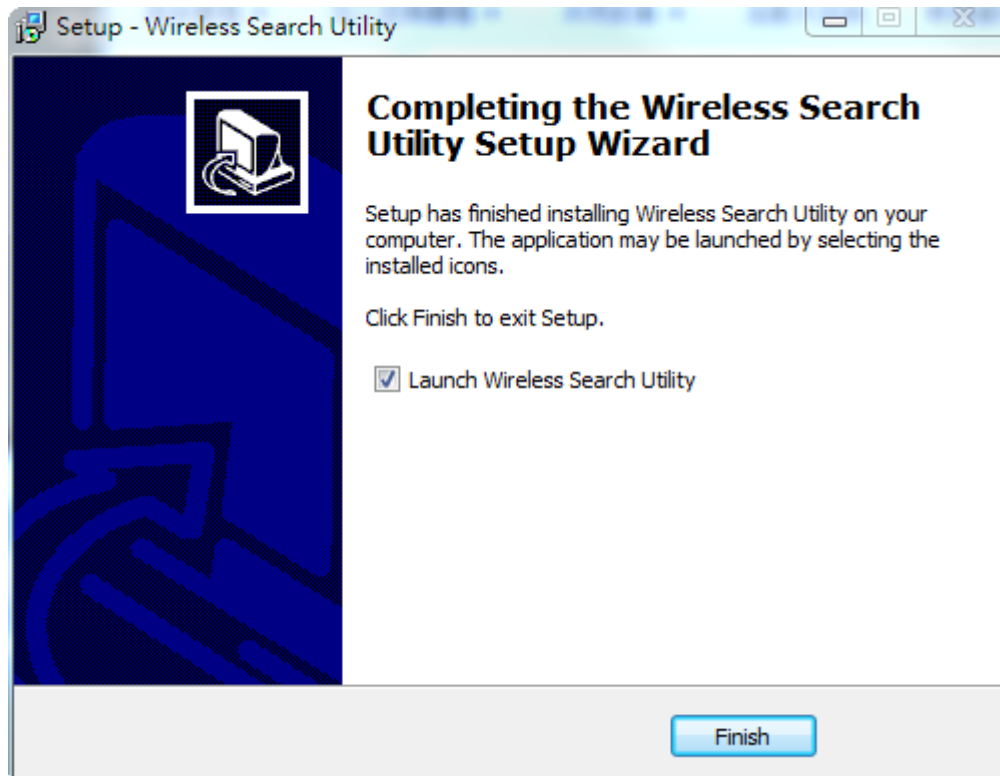 Setup - Wireless Search Utility
Completing the Wireless Search
Utility Setup Wizard
Setup has finished installing Wireless Search Utility on your
computer. The application may be launched by selecting the
installed icons.
Click Finish to exit Setup.
Launch Wireless Search Utility
Finish